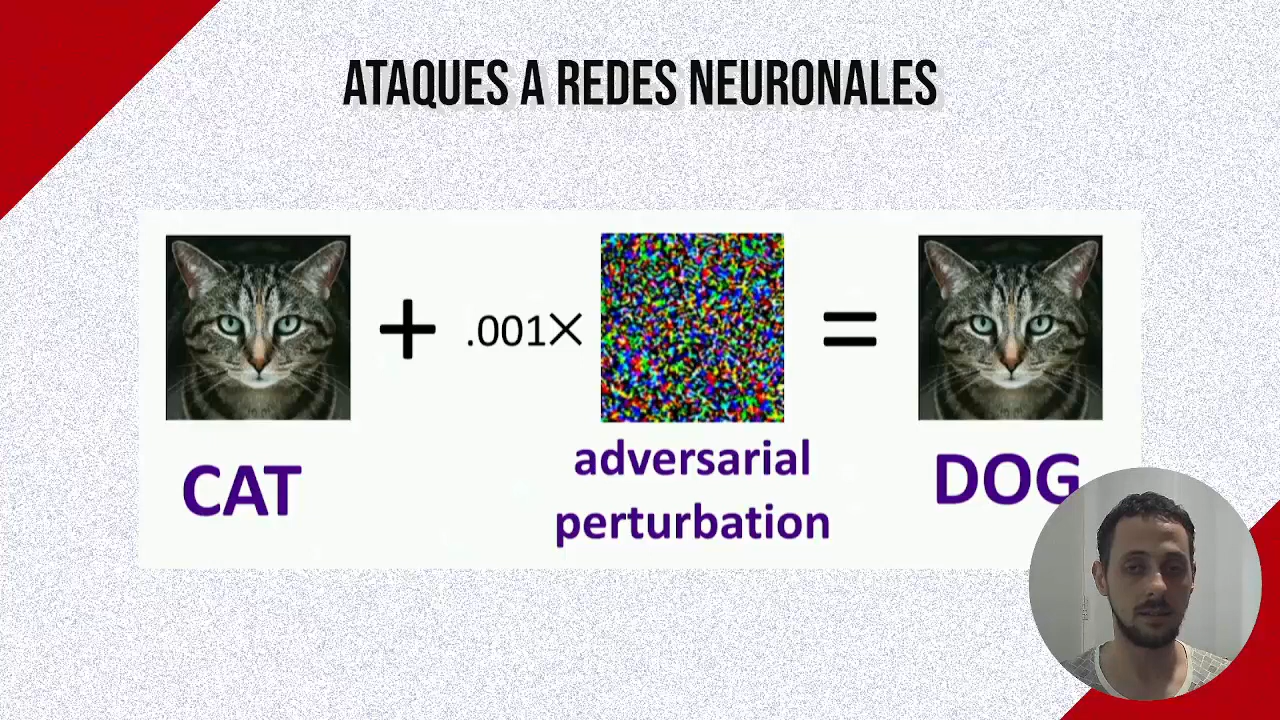 ATAQUES A REDES NEURONALES
+ .001× =
CAT
adversarial
perturbation
DOG